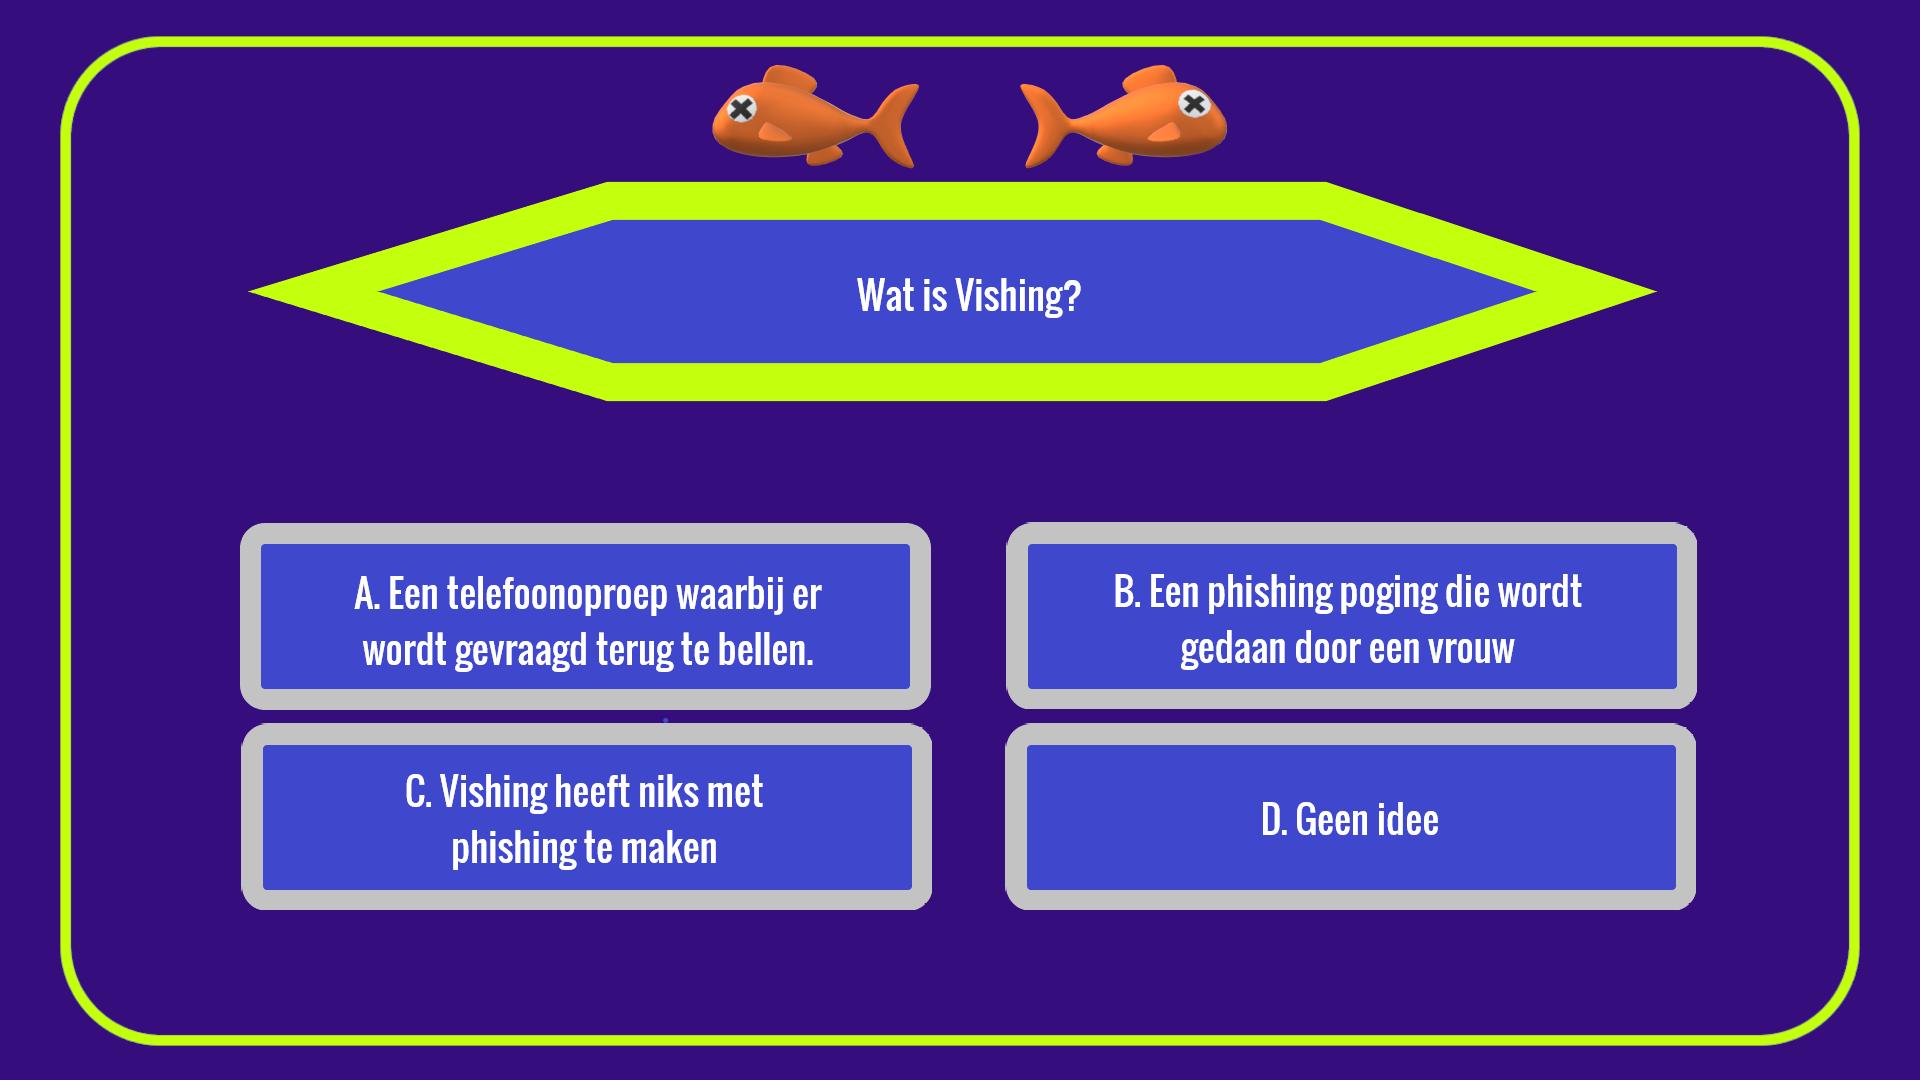 Wat is Vishing?
A. Een telefoonoproep waarbij er
wordt gevraagd terug te bellen.
B. Een phishing poging die wordt
gedaan door een vrouw
C. Vishing heeft niks met
phishing te maken
D. Geen idee